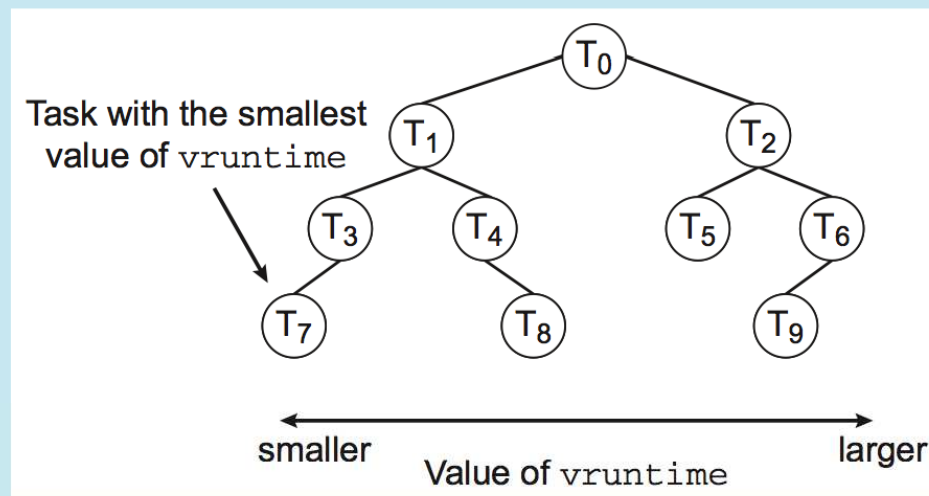 T0
Task with the smallest
value of vruntime
T1
T2
T3
T4
T5
T6
T7
T8
T9
smaller
larger
Value of vruntime